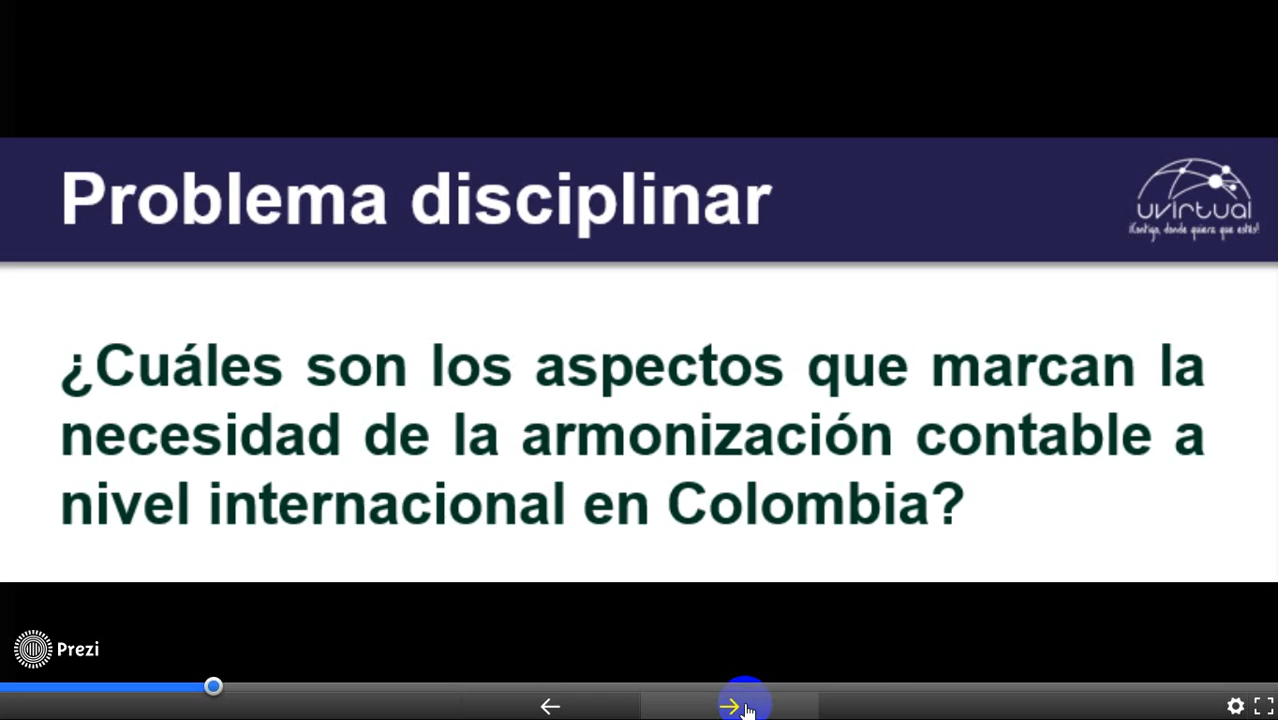 Problema disciplinar
uvirtual
¡Contigo, donde quiera que estés!
¿Cuáles son los aspectos que marcan la
necesidad de la armonización contable a
nivel internacional en Colombia?
Prezi